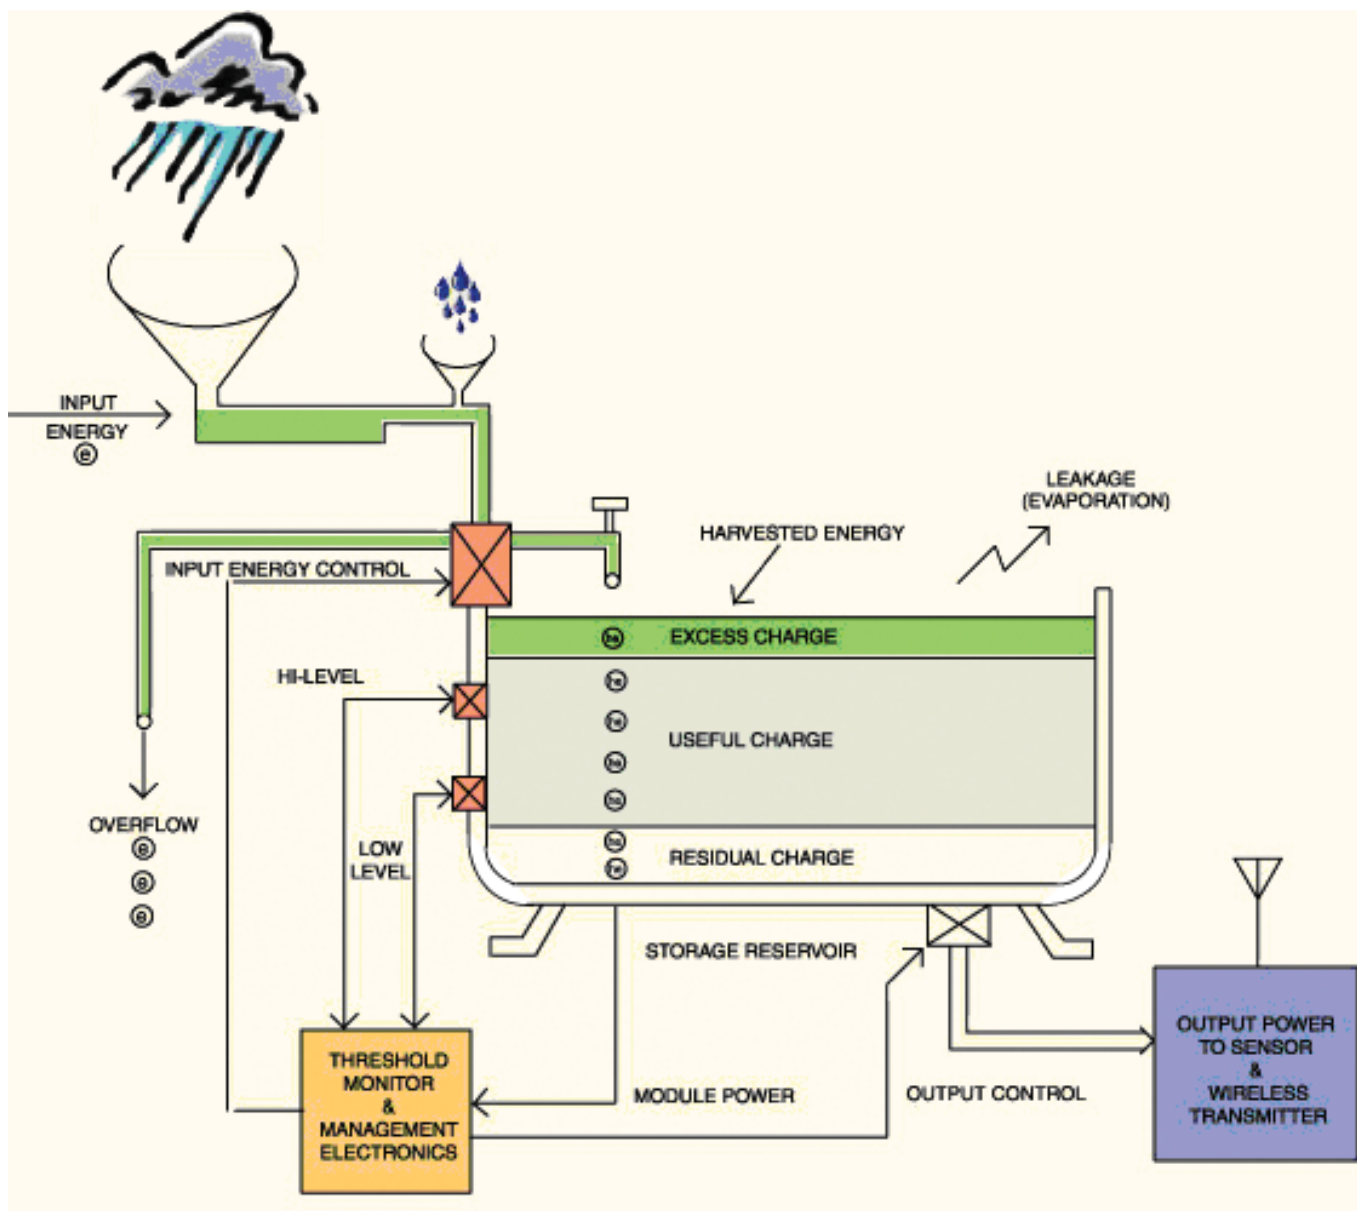 INPUT
ENERGY
e
LEAKAGE
(EVAPORATION)
HARVESTED ENERGY
INPUT ENERGY CONTROL
EXCESS CHARGE
HI-LEVEL
USEFUL CHARGE
OVERFLOW
e
e
e
LOW
LEVEL
RESIDUAL CHARGE
STORAGE RESERVOIR
THRESHOLD
MONITOR
&
MANAGEMENT
ELECTRONICS
MODULE POWER
OUTPUT CONTROL
OUTPUT POWER
TO SENSOR
&
WIRELESS
TRANSMITTER